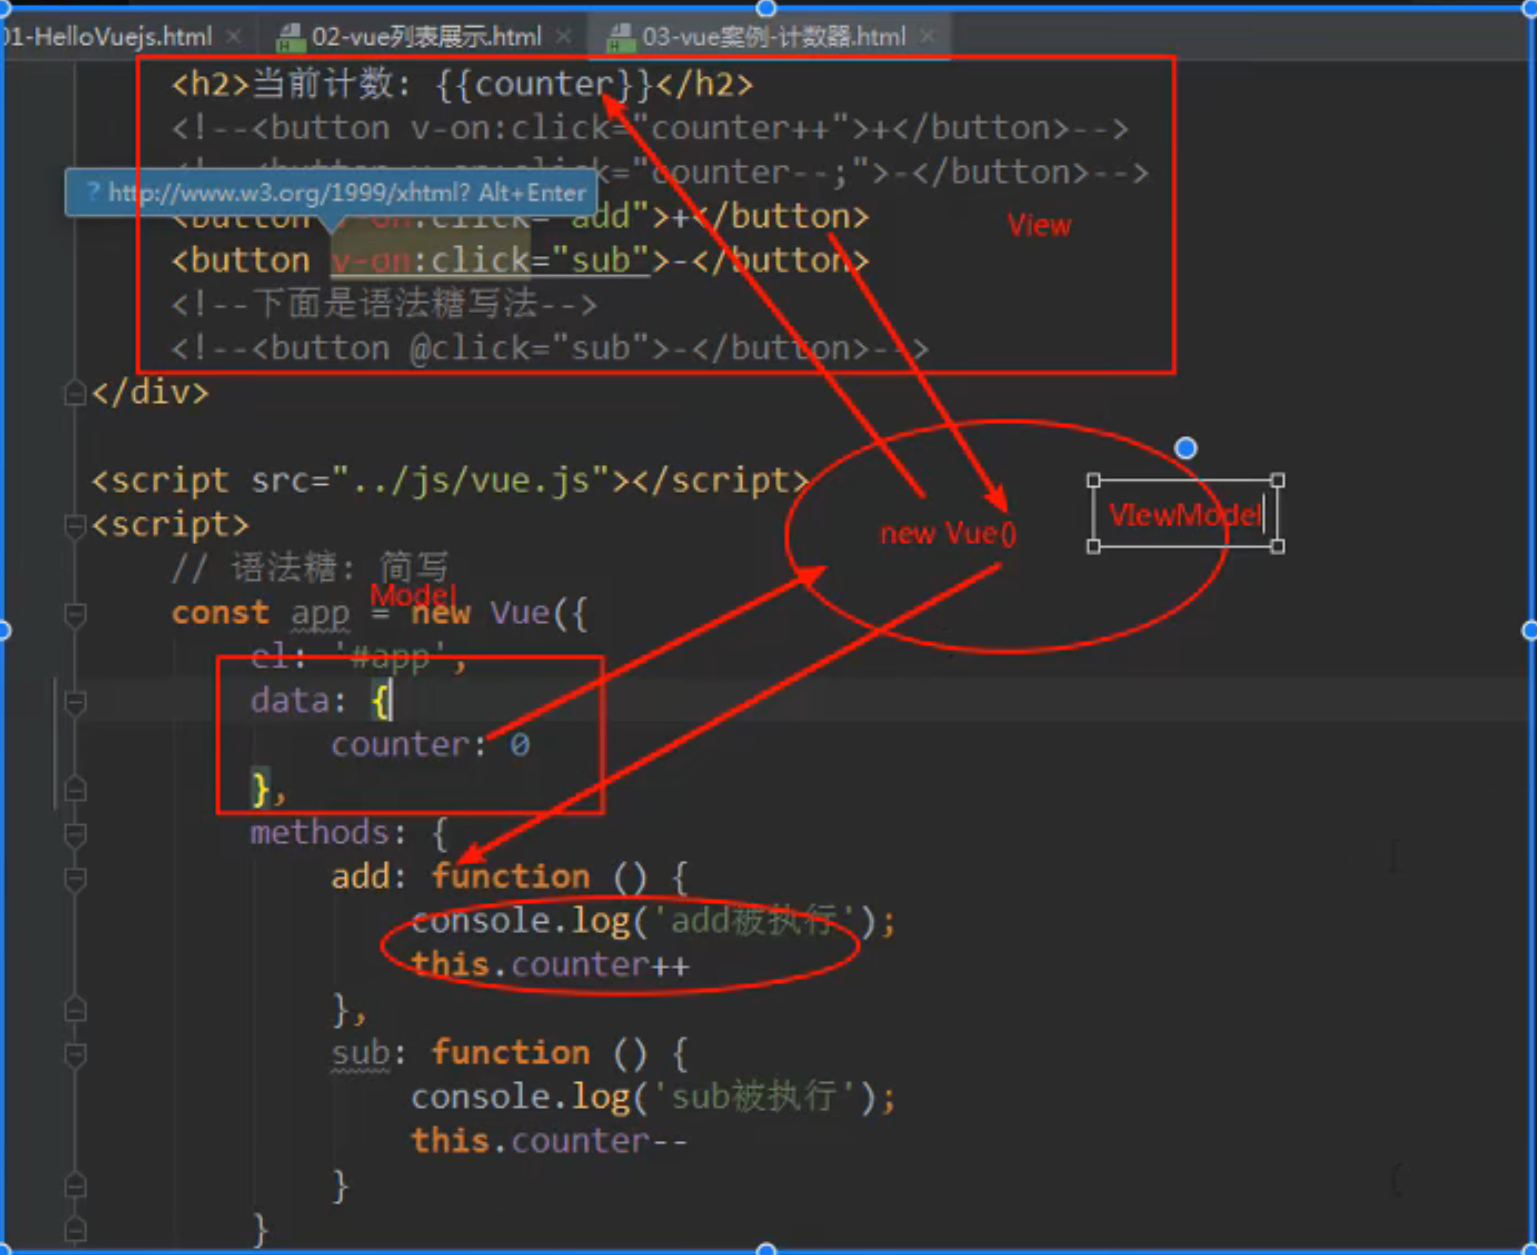 01-HelloVuejs.html × 02-vue列表展示.html × 03-vue案例-计数器.html ×
<h2>当前计数: {{counter}}</h2>
<!--<button v-on:click="counter++">+</button>-->
<!--<button v-on:click="counter--;">-</button>-->
? http://www.w3.org/1999/xhtml? Alt+Enter
<button v-on:click="add">+</button>
View
<button v-on:click="sub">-</button>
<!--下面是语法糖写法-->
<!--<button @click="sub">-</button>-->
</div>
<script src="../js/vue.js"></script>
VIewModel
<script>
new Vue()
// 语法糖: 简写
Model
const app = new Vue({
el: '#app',
data: {
counter: 0
},
methods: {
add: function () {
console.log('add被执行');
this.counter++
},
sub: function () {
console.log('sub被执行');
this.counter--
}
}